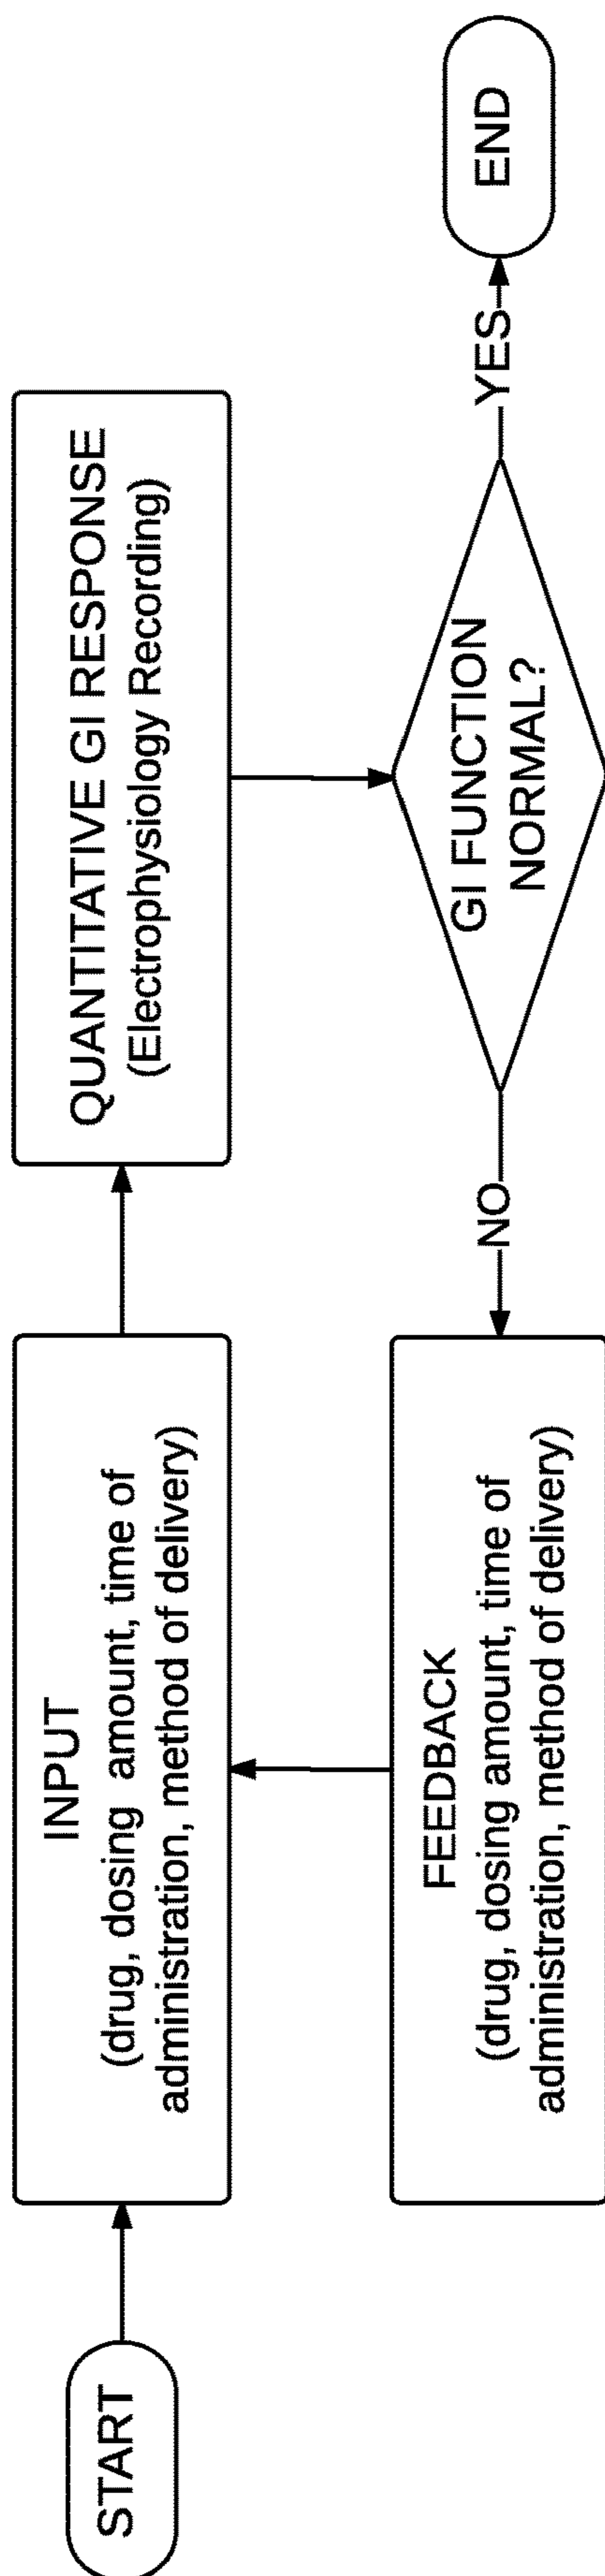 START
INPUT
(drug, dosing amount, time of
administration, method of delivery)
QUANTITATIVE GI RESPONSE
(Electrophysiology Recording)
GI FUNCTION
NORMAL?
YES
END
NO
FEEDBACK
(drug, dosing amount, time of
administration, method of delivery)